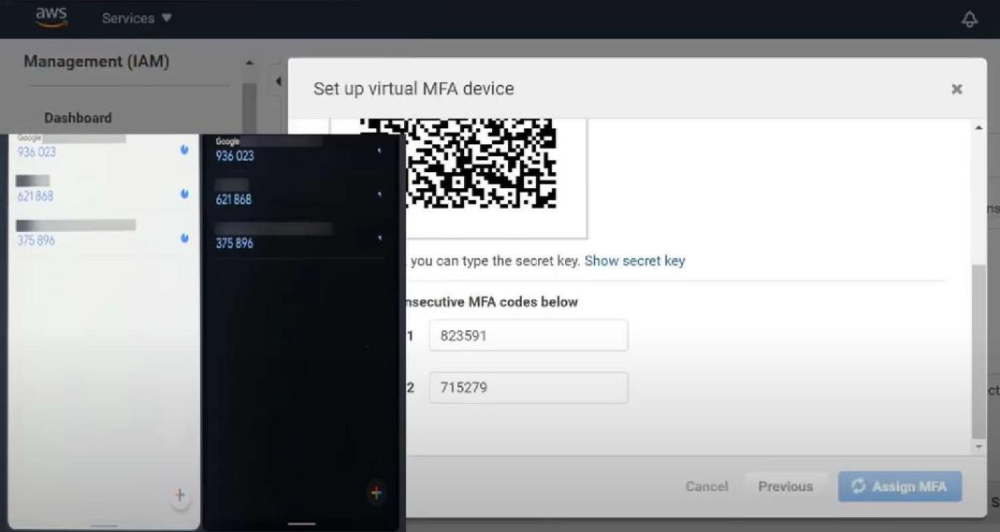 aws
Services
Management (IAM)
Dashboard
Set up virtual MFA device
Google
936 023
621 868
375 896
Google
936 023
621 868
375 896
, you can type the secret key. Show secret key
nsecutive MFA codes below
1 823591
2 715279
Cancel Previous Assign MFA
ns
ct
S